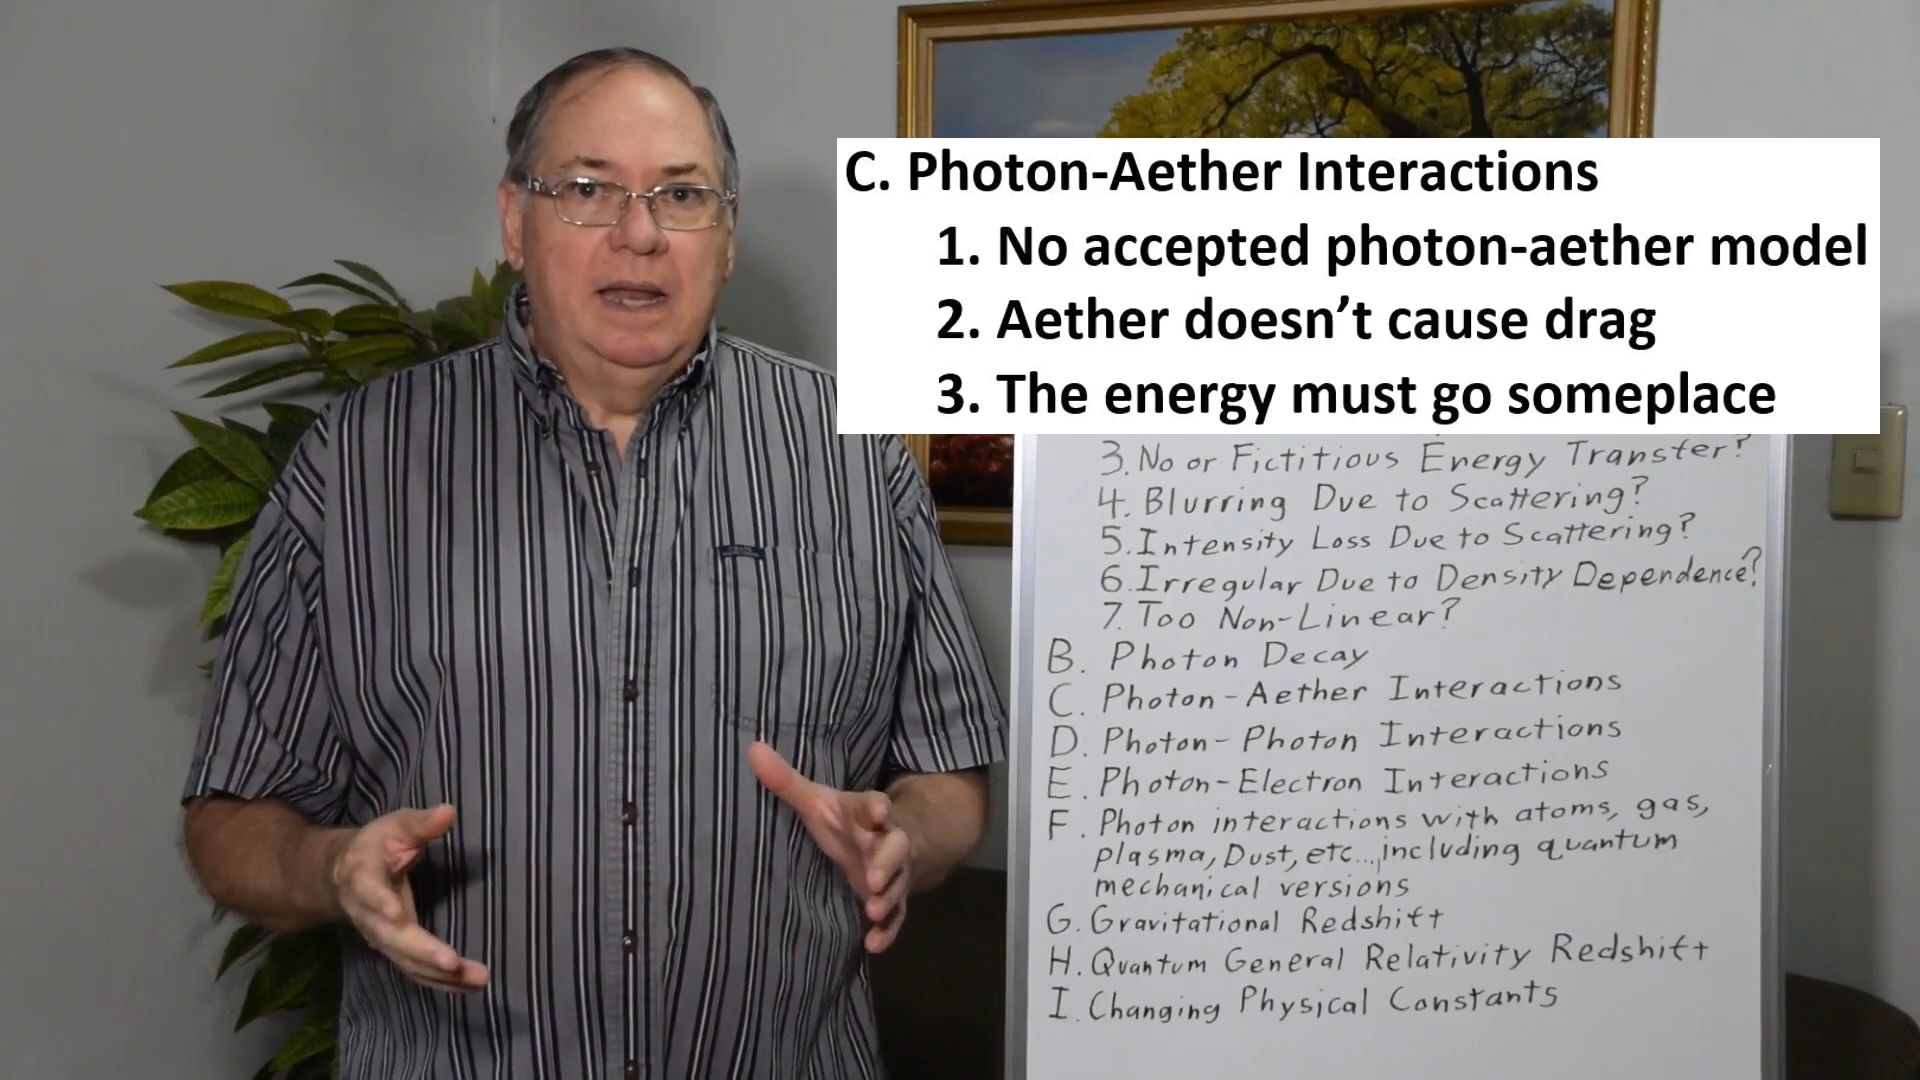 C. Photon-Aether Interactions
1. No accepted photon-aether model
2. Aether doesn't cause drag
3. The energy must go someplace
3. No or Fictitious Energy Transfer?
4. Blurring Due to Scattering?
5. Intensity Loss Due to Scattering?
6. Irregular Due to Density Dependence?
7. Too Non-Linear?
B. Photon Decay
C. Photon-Aether Interactions
D. Photon-Photon Interactions
E. Photon-Electron Interactions
F. Photon interactions with atoms, gas,
plasma, Dust, etc..., including quantum
mechanical versions
G. Gravitational Redshift
H. Quantum General Relativity Redshift
I. Changing Physical Constants